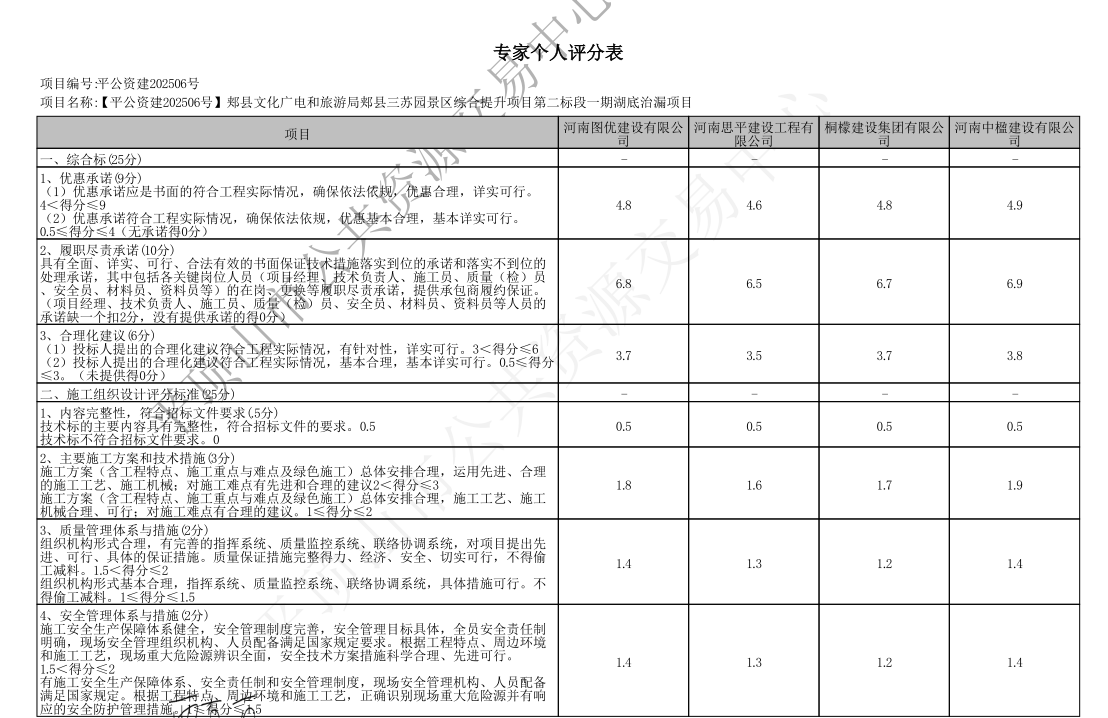 专家个人评分表
项目编号:平公资建202506号
项目名称:【平公资建202506号】郏县文化广电和旅游局郏县三苏园景区综合提升项目第二标段一期湖底治漏项目
项目 河南图优建设有限公司 河南思平建设工程有限公司 桐檬建设集团有限公司 河南中楹建设有限公司
一、综合标(25分) — — — —
1、优惠承诺(9分)
（1）优惠承诺应是书面的符合工程实际情况，确保依法依规，优惠合理，详实可行。
4＜得分≤9
（2）优惠承诺符合工程实际情况，确保依法依规，优惠基本合理，基本详实可行。
0.5≤得分≤4（无承诺得0分）
4.8 4.6 4.8 4.9
2、履职尽责承诺(10分)
具有全面、详实、可行、合法有效的书面保证技术措施落实到位的承诺和落实不到位的
处理承诺，其中包括各关键岗位人员（项目经理、技术负责人、施工员、质量（检）员
、安全员、材料员、资料员等）的在岗、更换等履职尽责承诺，提供承包商履约保证。
（项目经理、技术负责人、施工员、质量（检）员、安全员、材料员、资料员等人员的
承诺缺一个扣2分，没有提供承诺的得0分）
6.8 6.5 6.7 6.9
3、合理化建议(6分)
（1）投标人提出的合理化建议符合工程实际情况，有针对性，详实可行。3＜得分≤6
（2）投标人提出的合理化建议符合工程实际情况，基本合理，基本详实可行。0.5≤得分
≤3。（未提供得0分）
3.7 3.5 3.7 3.8
二、施工组织设计评分标准(25分) — — — —
1、内容完整性，符合招标文件要求(.5分)
技术标的主要内容具有完整性，符合招标文件的要求。0.5
技术标不符合招标文件要求。0
0.5 0.5 0.5 0.5
2、主要施工方案和技术措施(3分)
施工方案（含工程特点、施工重点与难点及绿色施工）总体安排合理，运用先进、合理
的施工工艺、施工机械；对施工难点有先进和合理的建议2＜得分≤3
施工方案（含工程特点、施工重点与难点及绿色施工）总体安排合理，施工工艺、施工
机械合理、可行；对施工难点有合理的建议。1≤得分≤2
1.8 1.6 1.7 1.9
3、质量管理体系与措施(2分)
组织机构形式合理，有完善的指挥系统、质量监控系统、联络协调系统，对项目提出先
进、可行、具体的保证措施。质量保证措施完整得力、经济、安全、切实可行，不得偷
工减料。1.5＜得分≤2
组织机构形式基本合理，指挥系统、质量监控系统、联络协调系统，具体措施可行。不
得偷工减料。1≤得分≤1.5
1.4 1.3 1.2 1.4
4、安全管理体系与措施(2分)
施工安全生产保障体系健全，安全管理制度完善，安全管理目标具体，全员安全责任制
明确，现场安全管理组织机构、人员配备满足国家规定要求。根据工程特点、周边环境
和施工工艺，现场重大危险源辨识全面，安全技术方案措施科学合理、先进可行。
1.5＜得分≤2
有施工安全生产保障体系、安全责任制和安全管理制度，现场安全管理机构、人员配备
满足国家规定。根据工程特点、周边环境和施工工艺，正确识别现场重大危险源并有响
应的安全防护管理措施。1≤得分≤1.5
1.4 1.3 1.2 1.4
平顶山市公共资源交易中心
平顶山市公共资源交易中心